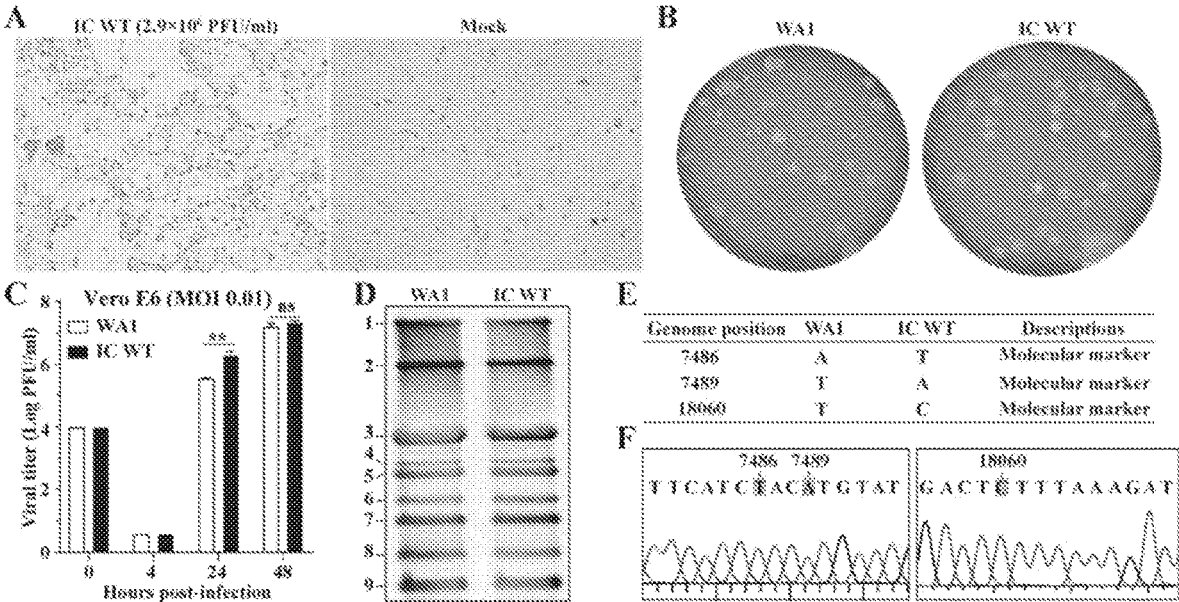 A
IC WT (2.9×10⁶ PFU/ml)
Mock
B
WA1
IC WT
C
Vero E6 (MOI 0.01)
WA1
IC WT
**
ns
Viral titer (Log PFU/ml)
8
6
4
2
0
0 4 24 48
Hours post-infection
D
WA1
IC WT
1
2
3
4
5
6
7
8
9
E
Genome position WA1 IC WT Descriptions
7486 A T Molecular marker
7489 T A Molecular marker
18060 T C Molecular marker
F
7486 7489
T T C A T C T A C A T G T A T
18060
G A C T C T T T A A A G A T